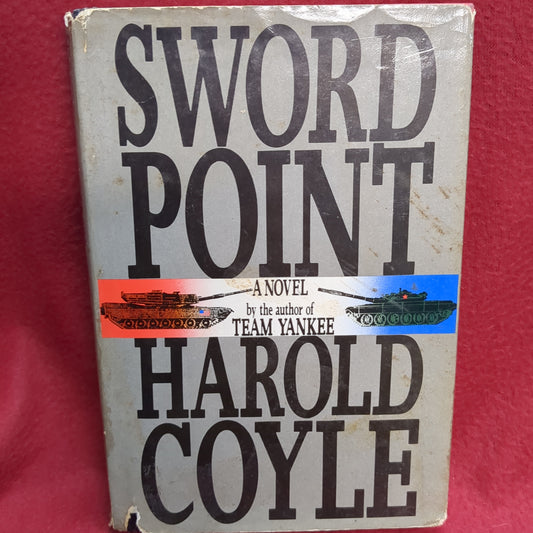 SWORD
POINT
A NOVEL
by the author of
TEAM YANKEE
HAROLD
COYLE